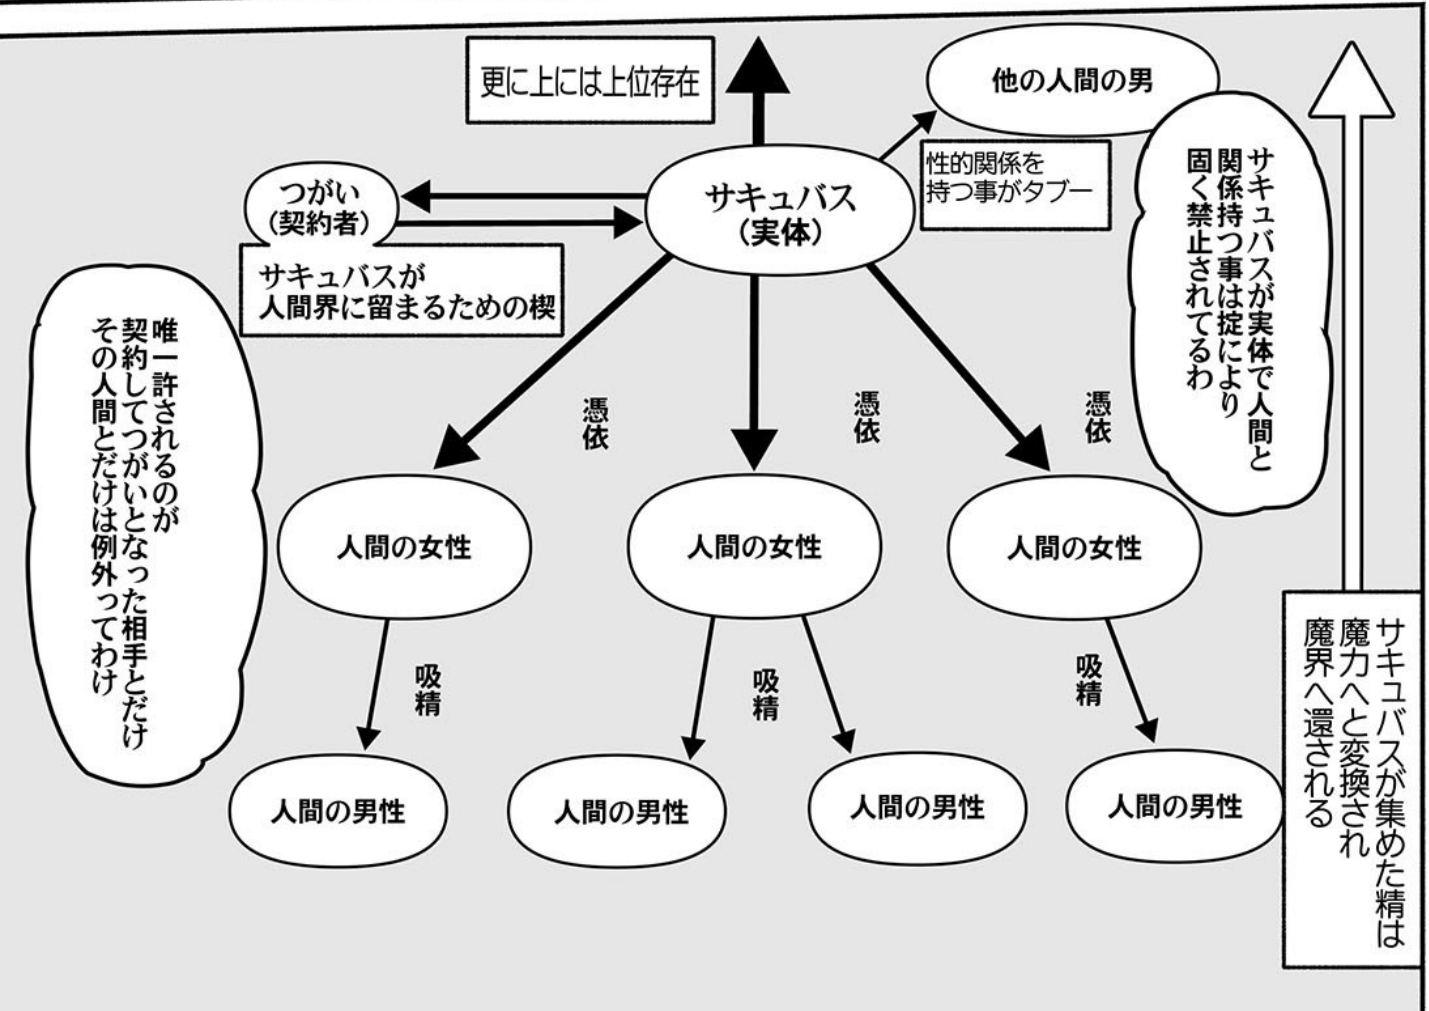 更に上には上位存在
他の人間の男
性的関係を
持つ事がタブー
サキュバスが実体で人間と
関係持つ事は掟により
固く禁止されてるわ
サキュバス
（実体）
つがい
（契約者）
サキュバスが
人間界に留まるための楔
唯一許されるのが
契約してつがいとなった相手とだけ
その人間とだけは例外ってわけ
憑依
憑依
憑依
人間の女性
人間の女性
人間の女性
吸精
吸精
吸精
人間の男性
人間の男性
人間の男性
人間の男性
サキュバスが集めた精は
魔力へと変換され
魔界へ還される